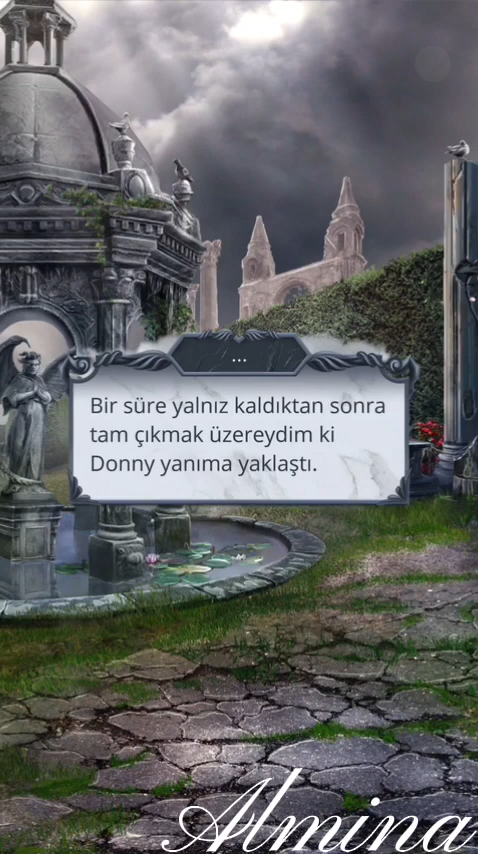 ...
Bir süre yalnız kaldıktan sonra
tam çıkmak üzereydim ki
Donny yanıma yaklaştı.
Almina